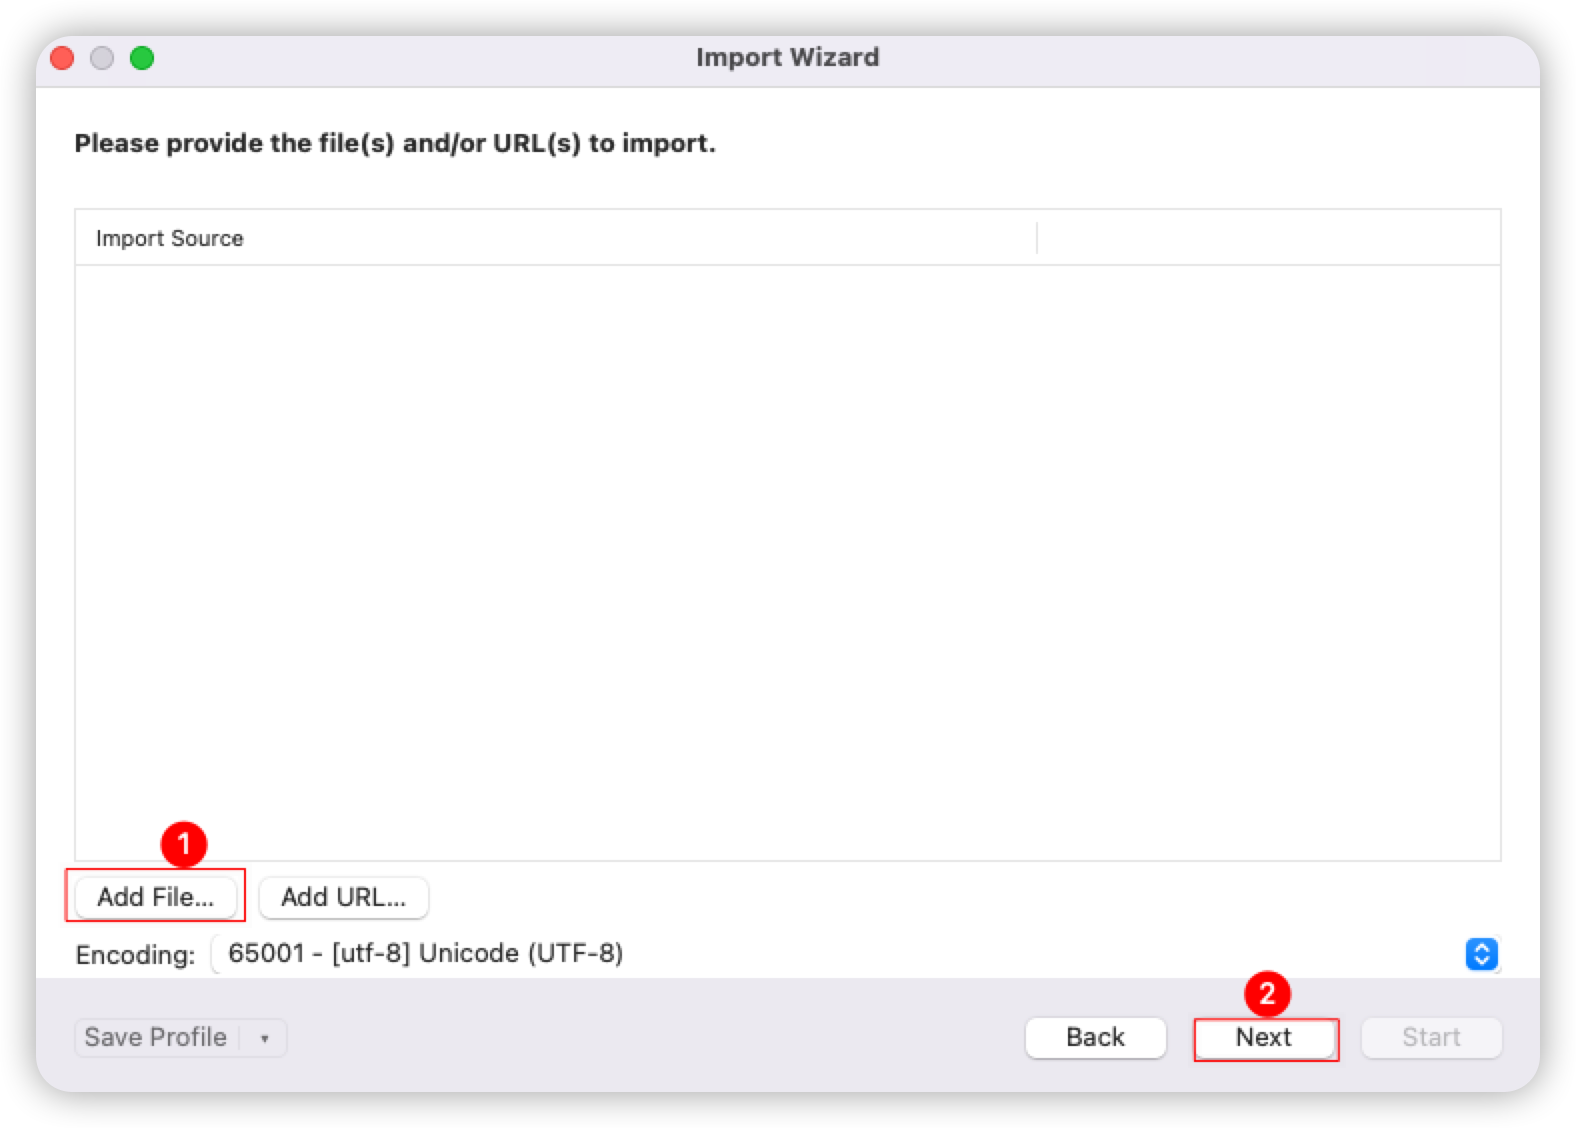 Import Wizard
Please provide the file(s) and/or URL(s) to import.
Import Source
1
Add File... Add URL...
Encoding: 65001 - [utf-8] Unicode (UTF-8)
2
Save Profile Back Next Start